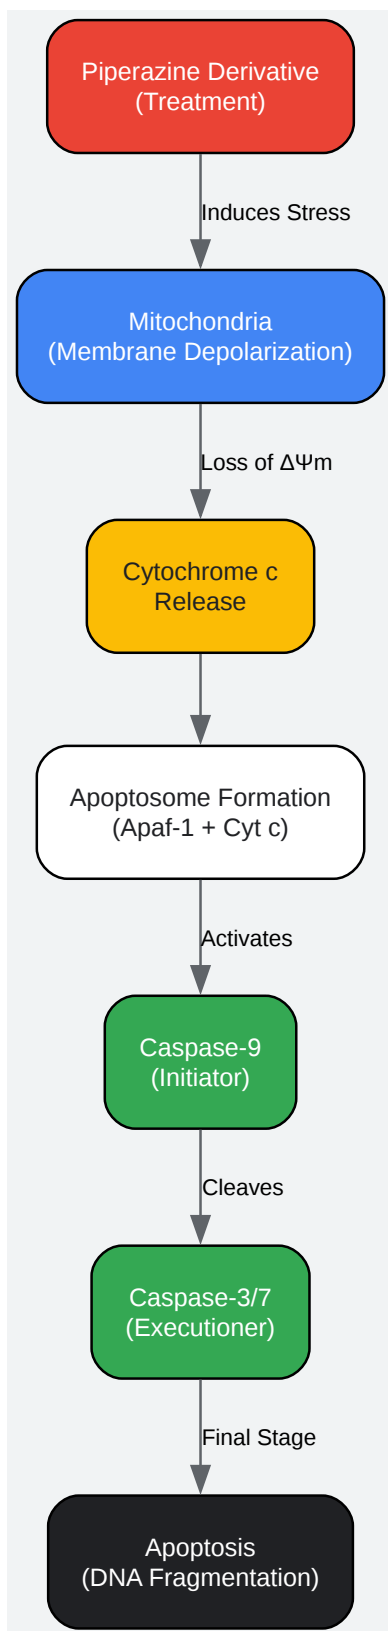 Piperazine Derivative
(Treatment)
Induces Stress
Mitochondria
(Membrane Depolarization)
Loss of ΔΨm
Cytochrome c
Release
Apoptosome Formation
(Apaf-1 + Cyt c)
Activates
Caspase-9
(Initiator)
Cleaves
Caspase-3/7
(Executioner)
Final Stage
Apoptosis
(DNA Fragmentation)